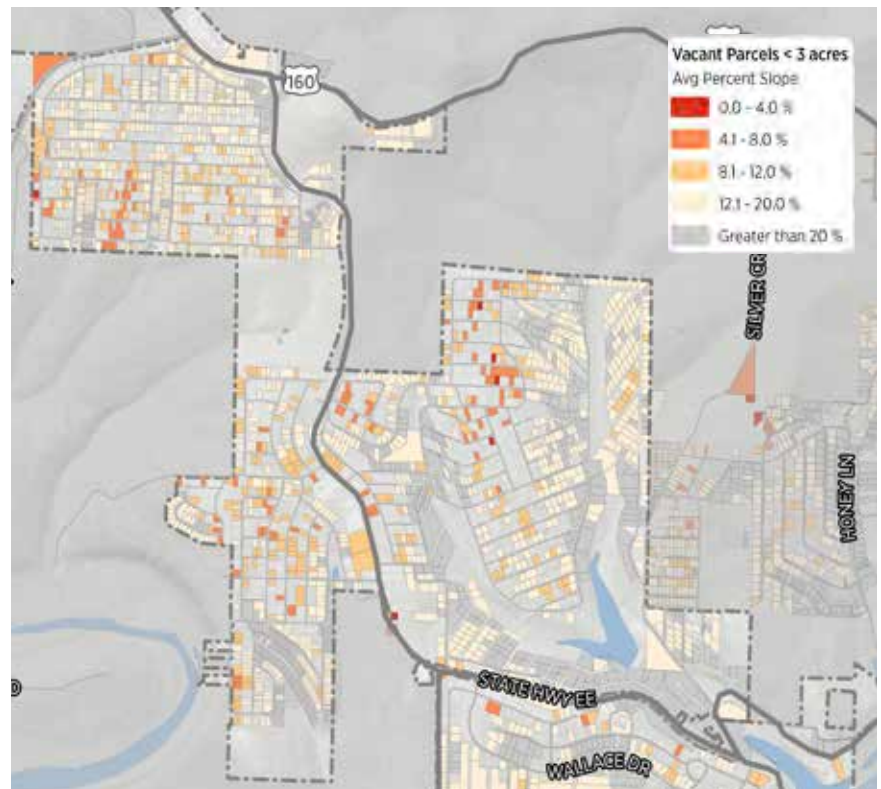 Vacant Parcels < 3 acres
Avg Percent Slope
0.0 - 4.0 %
4.1 - 8.0 %
8.1 - 12.0 %
12.1 - 20.0 %
Greater than 20 %
160
SILVER CR
HONEY LN
STATE HWY EE
WALLACE DR